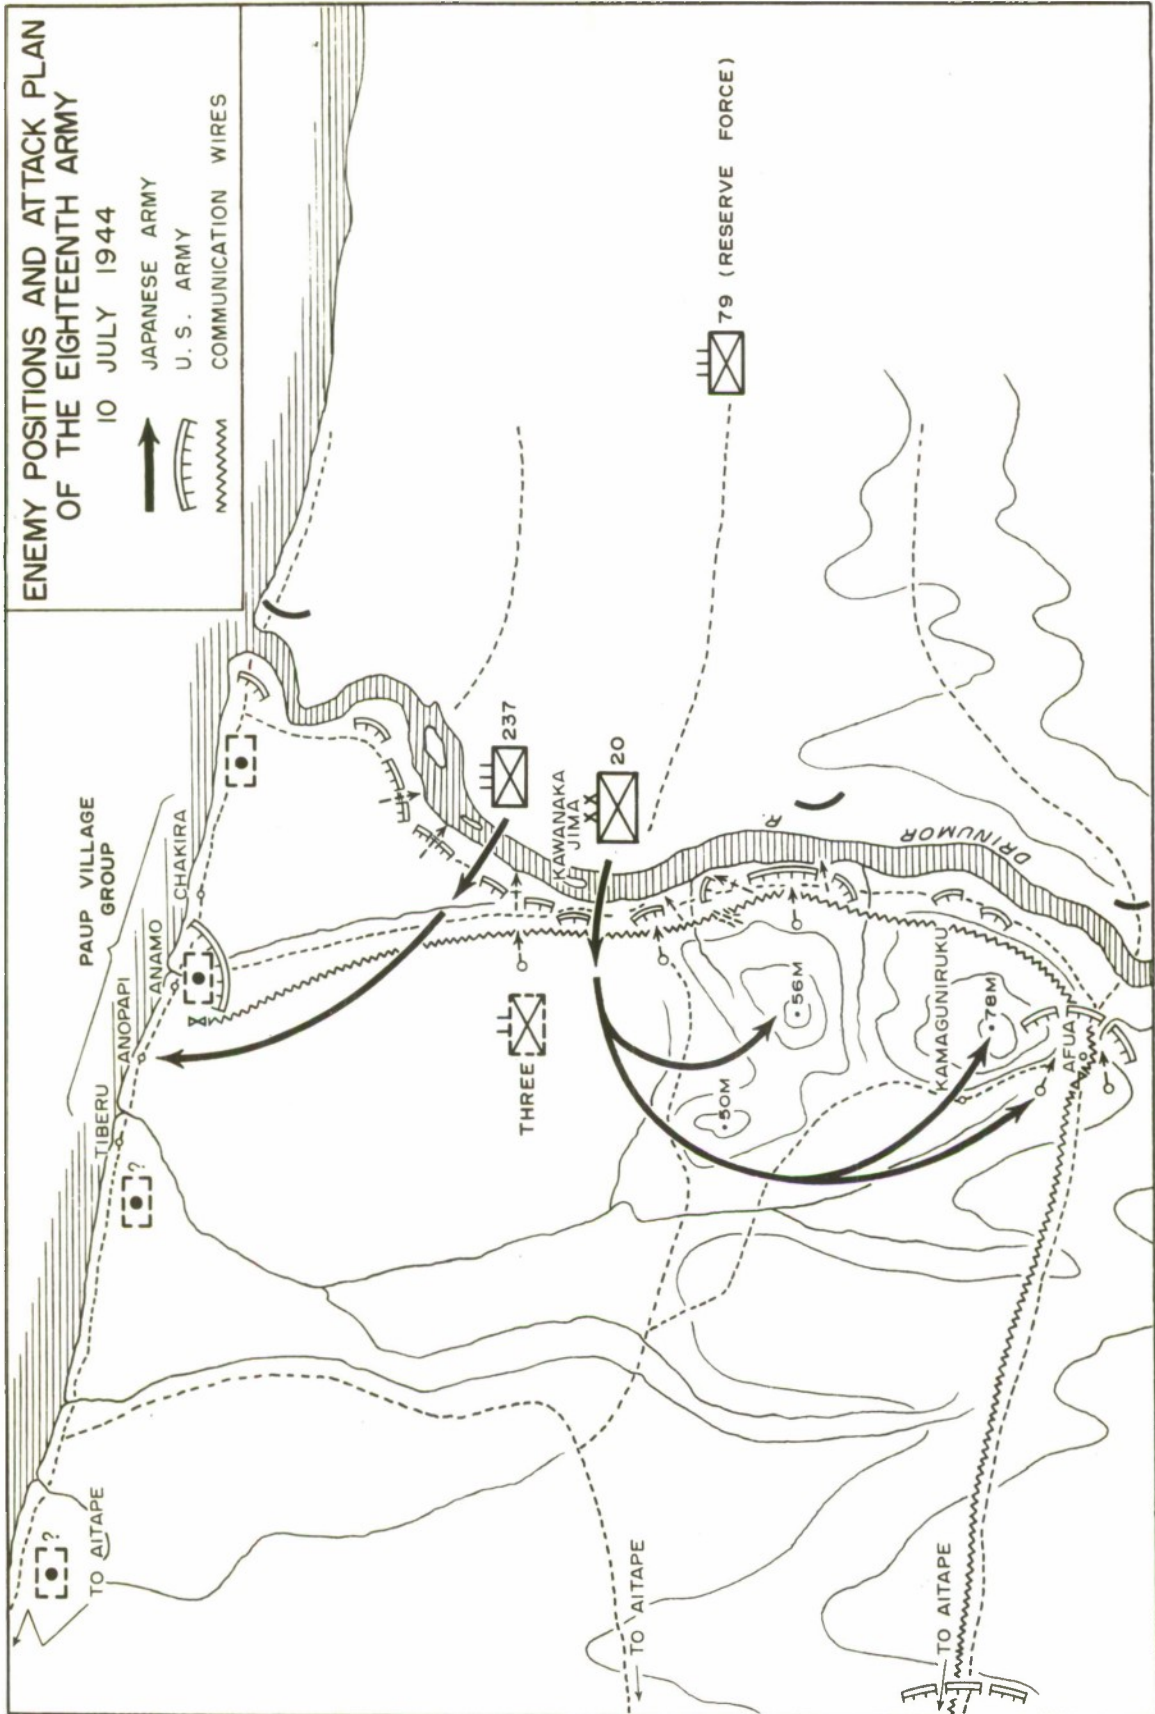 ENEMY POSITIONS AND ATTACK PLAN
OF THE EIGHTEENTH ARMY
10 JULY 1944
JAPANESE ARMY
U. S. ARMY
COMMUNICATION WIRES
PAUP VILLAGE
GROUP
TIBERU
ANOPAPI
ANAMO
CHAKIRA
?
?
TO AITAPE
237
KAWANAKA
JIMA
20
79 (RESERVE FORCE)
THREE
R
DRINUMOR
50M
56M
KAMAGUNIRUKU
78M
AFUA
TO AITAPE
TO AITAPE